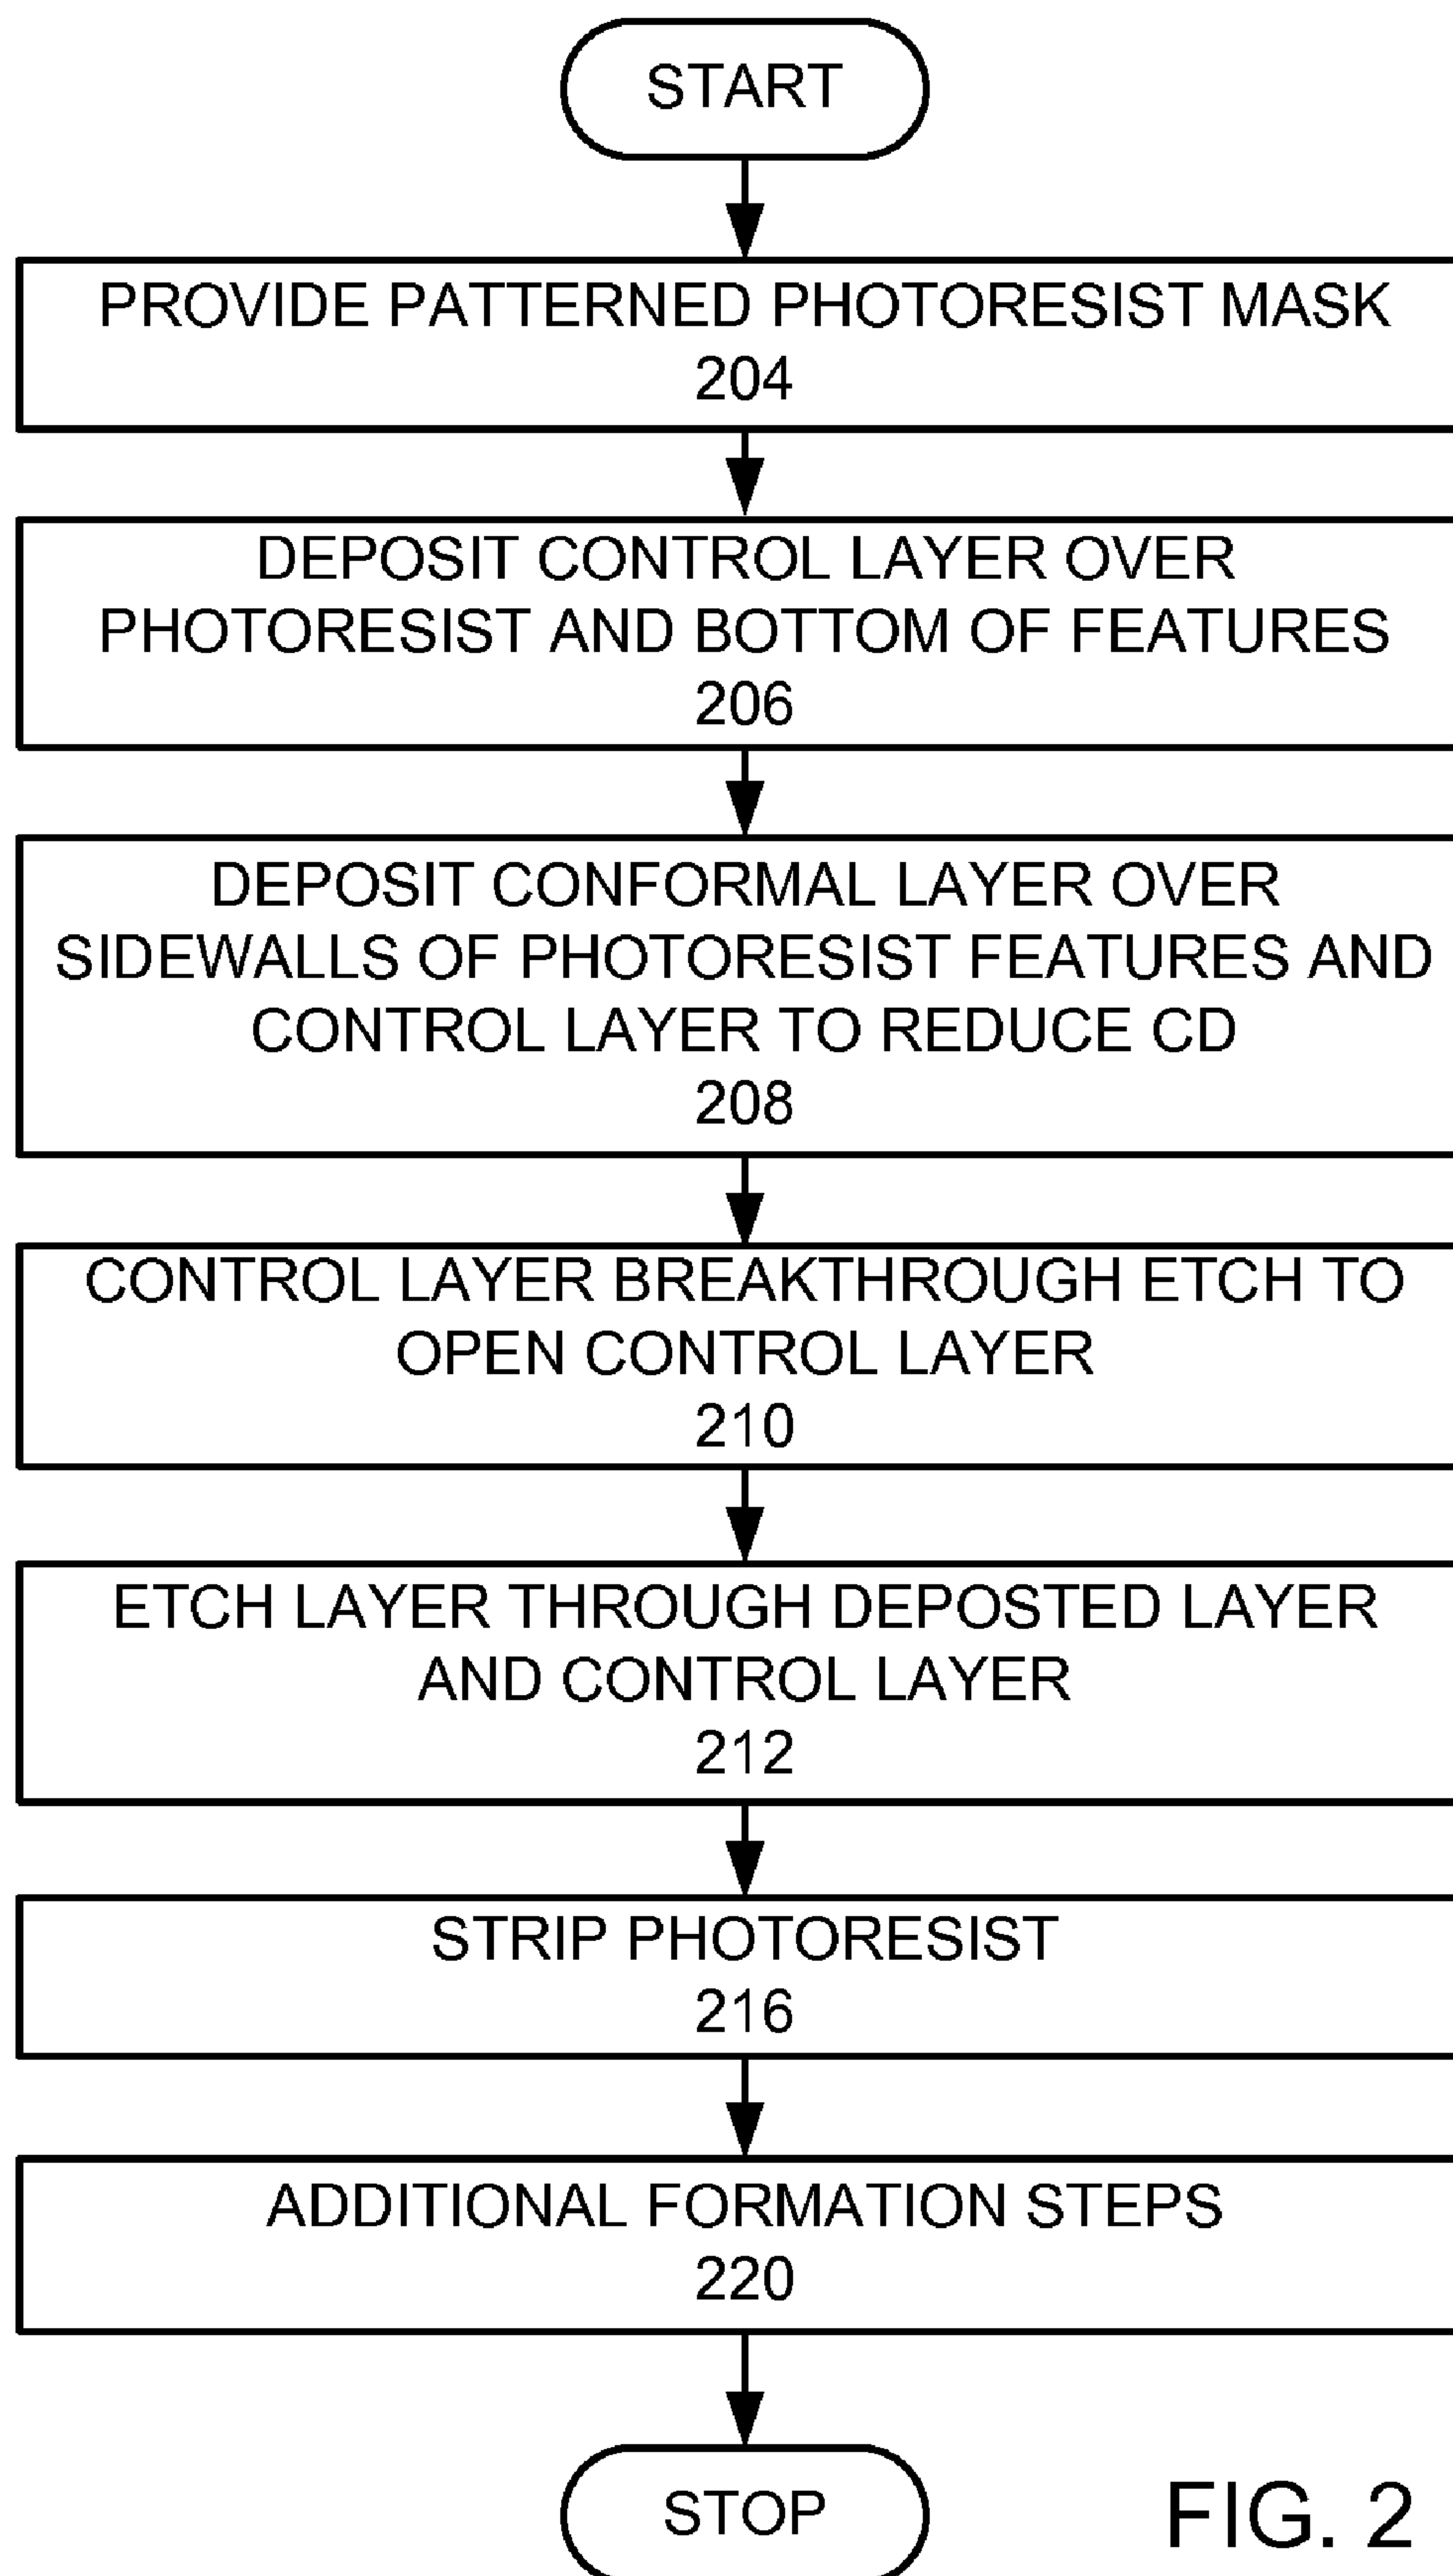 START
PROVIDE PATTERNED PHOTORESIST MASK
204
DEPOSIT CONTROL LAYER OVER
PHOTORESIST AND BOTTOM OF FEATURES
206
DEPOSIT CONFORMAL LAYER OVER
SIDEWALLS OF PHOTORESIST FEATURES AND
CONTROL LAYER TO REDUCE CD
208
CONTROL LAYER BREAKTHROUGH ETCH TO
OPEN CONTROL LAYER
210
ETCH LAYER THROUGH DEPOSTED LAYER
AND CONTROL LAYER
212
STRIP PHOTORESIST
216
ADDITIONAL FORMATION STEPS
220
STOP
FIG. 2